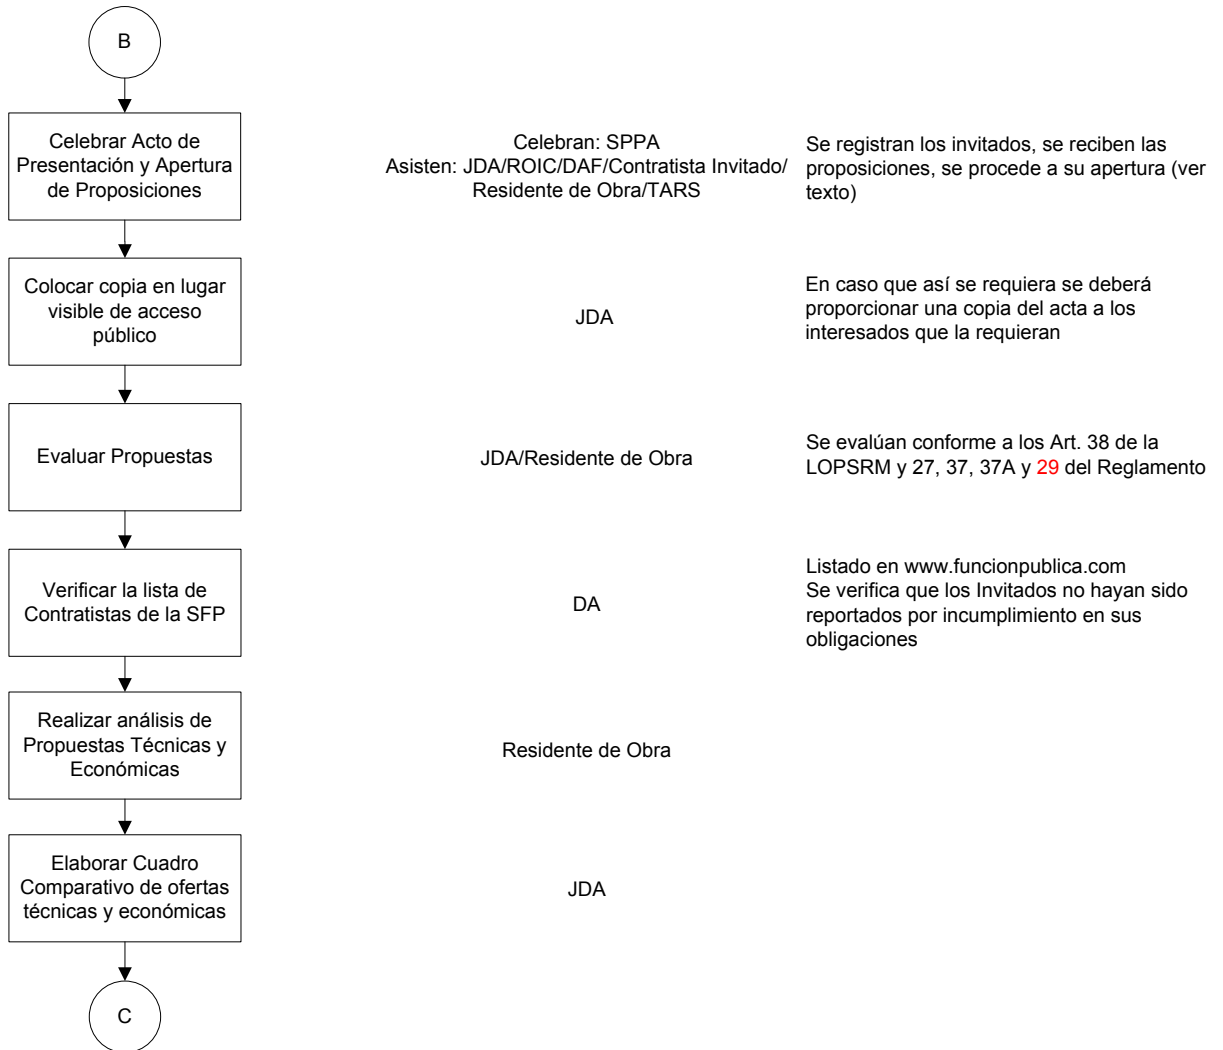 B
Celebrar Acto de
Presentación y Apertura
de Proposiciones
Celebran: SPPA
Asisten: JDA/ROIC/DAF/Contratista Invitado/
Residente de Obra/TARS
Se registran los invitados, se reciben las
proposiciones, se procede a su apertura (ver
texto)
Colocar copia en lugar
visible de acceso
público
JDA
En caso que así se requiera se deberá
proporcionar una copia del acta a los
interesados que la requieran
Evaluar Propuestas
JDA/Residente de Obra
Se evalúan conforme a los Art. 38 de la
LOPSRM y 27, 37, 37A y 29 del Reglamento
Verificar la lista de
Contratistas de la SFP
DA
Listado en www.funcionpublica.com
Se verifica que los Invitados no hayan sido
reportados por incumplimiento en sus
obligaciones
Realizar análisis de
Propuestas Técnicas y
Económicas
Residente de Obra
Elaborar Cuadro
Comparativo de ofertas
técnicas y económicas
JDA
C